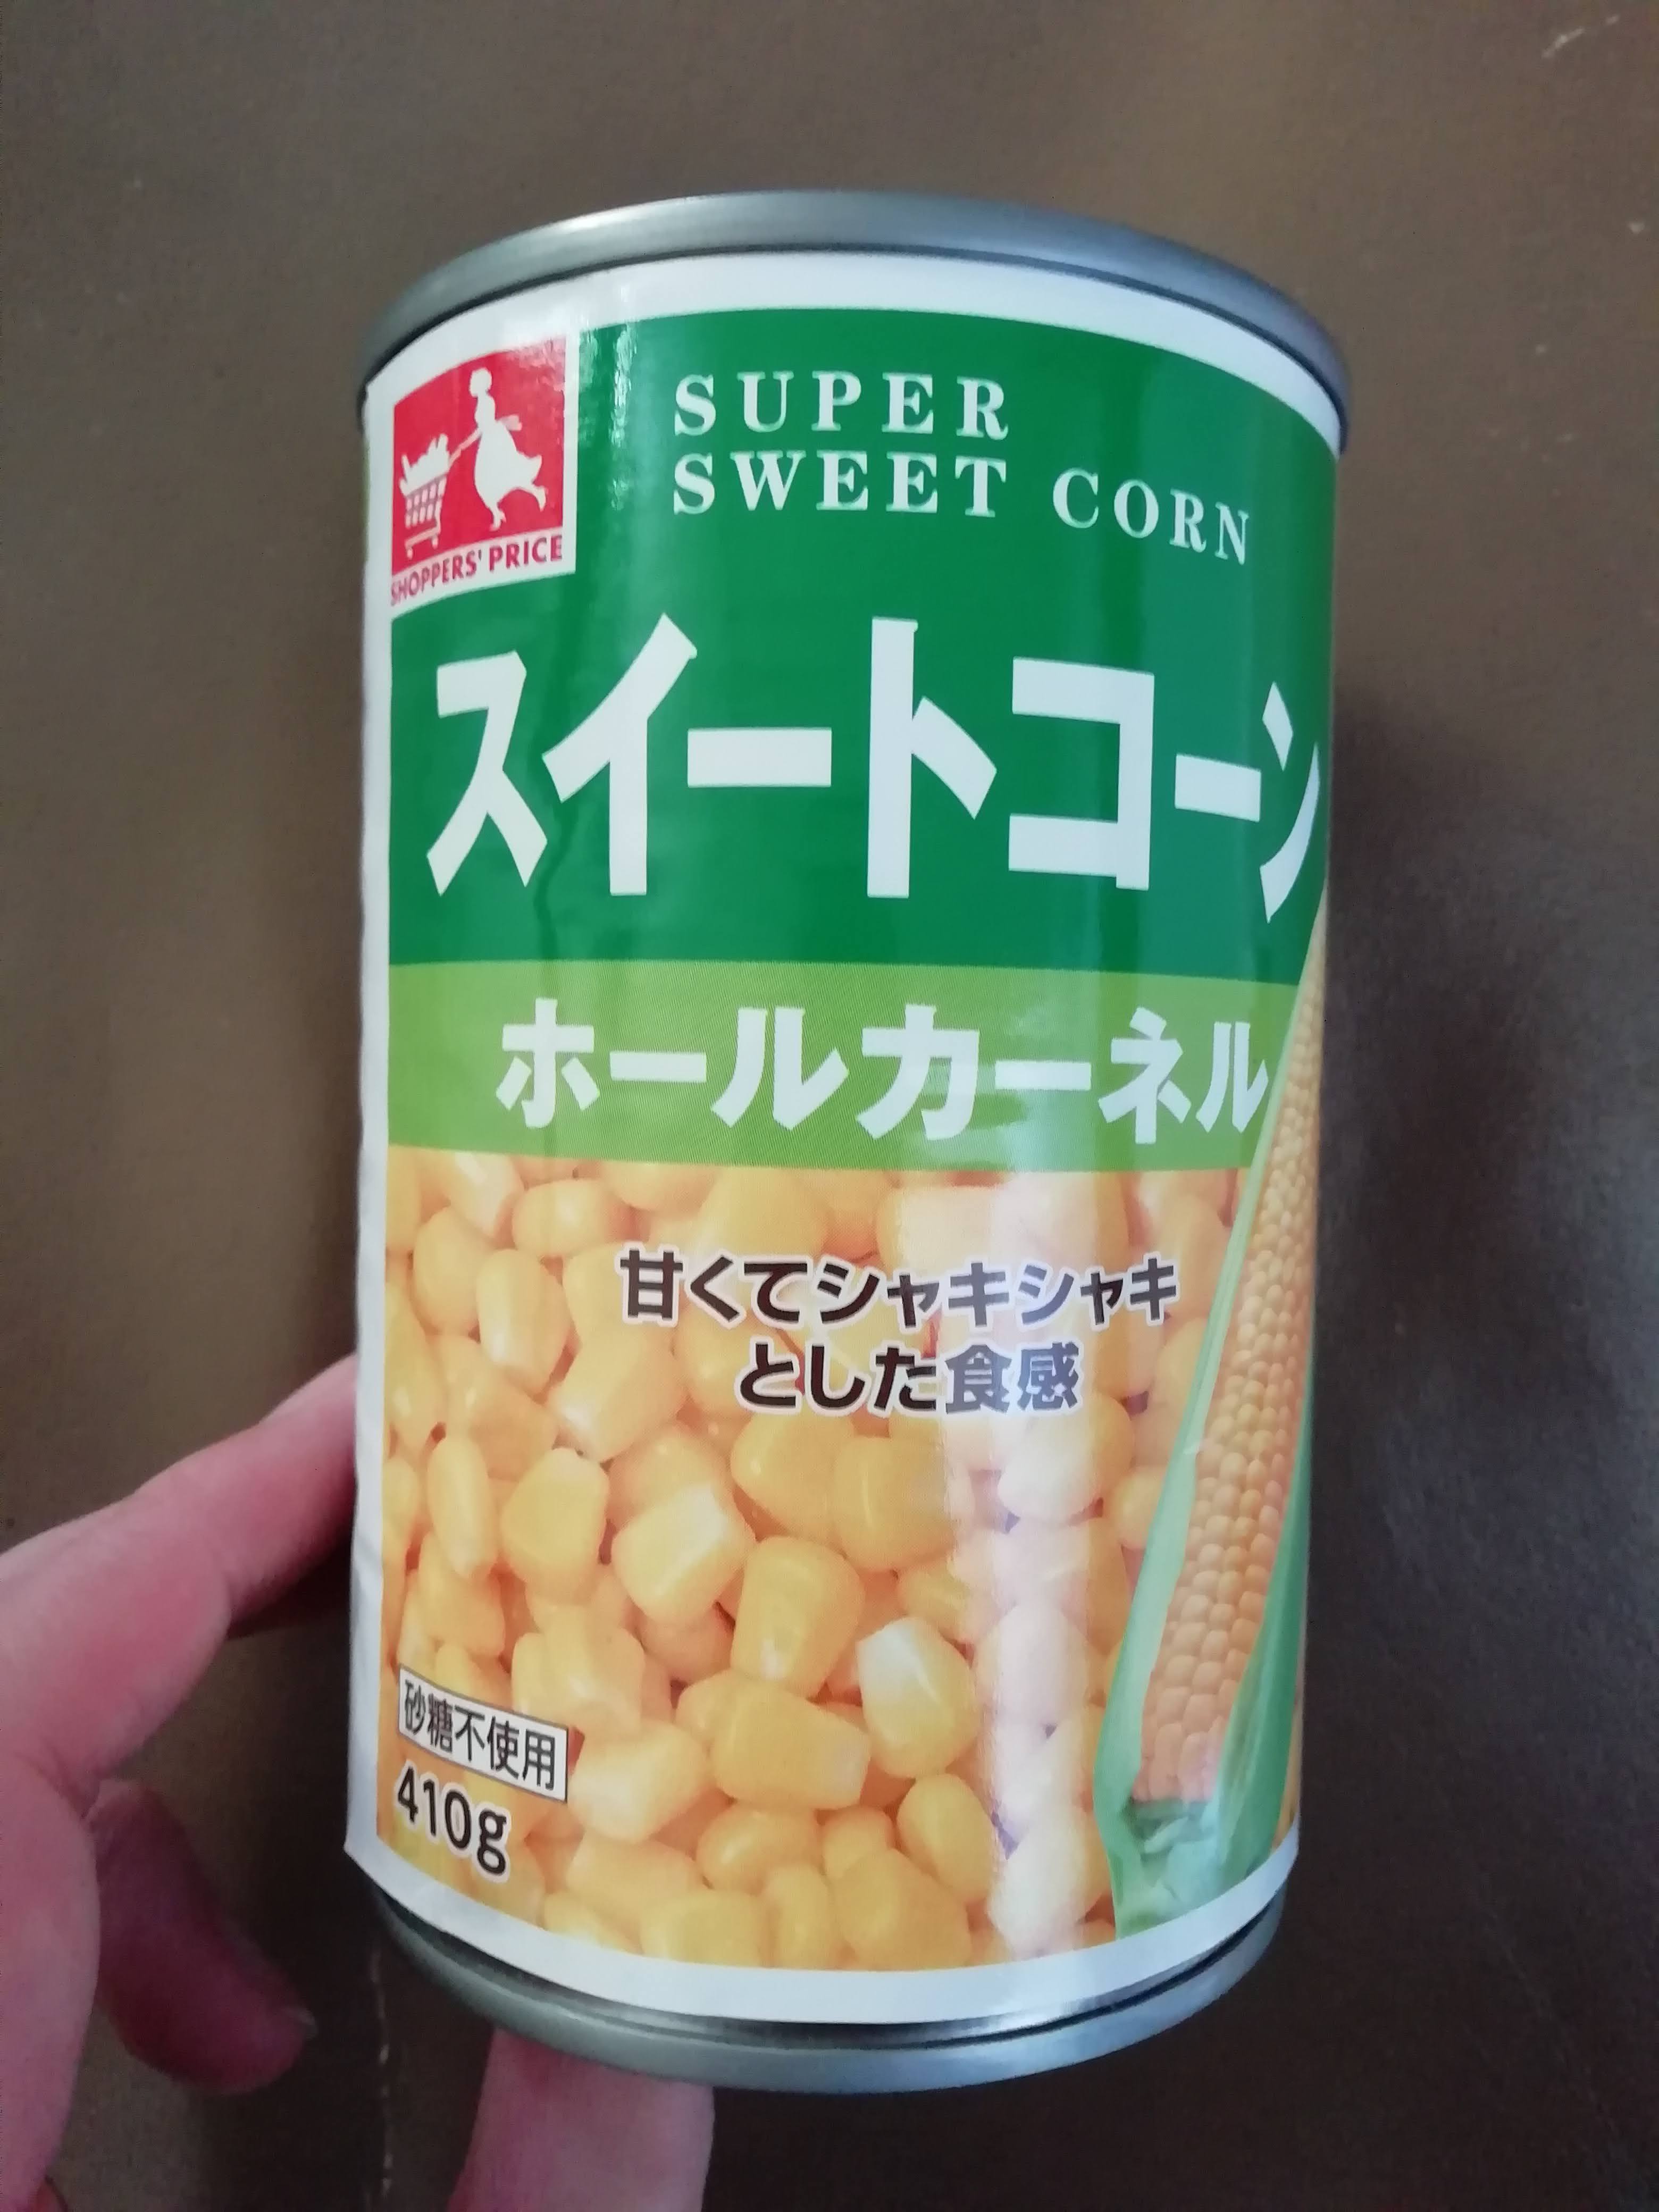 SHOPPERS' PRICE
SUPER
SWEET CORN
スイートコーン
ホールカーネル
甘くてシャキシャキ
とした食感
砂糖不使用
410g